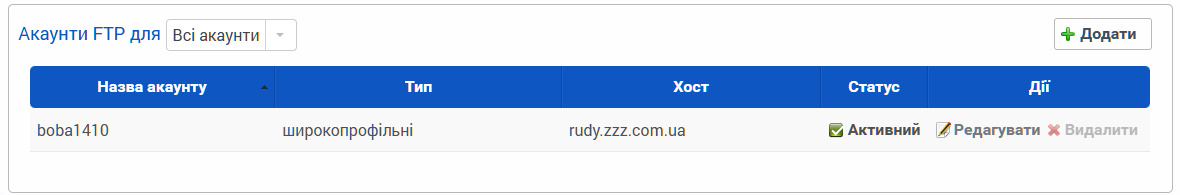 Акаунти FTP для Всі акаунти Додати
Назва акаунту Тип Хост Статус Дії
boba1410 широкопрофільні rudy.zzz.com.ua Активний Редагувати Видалити